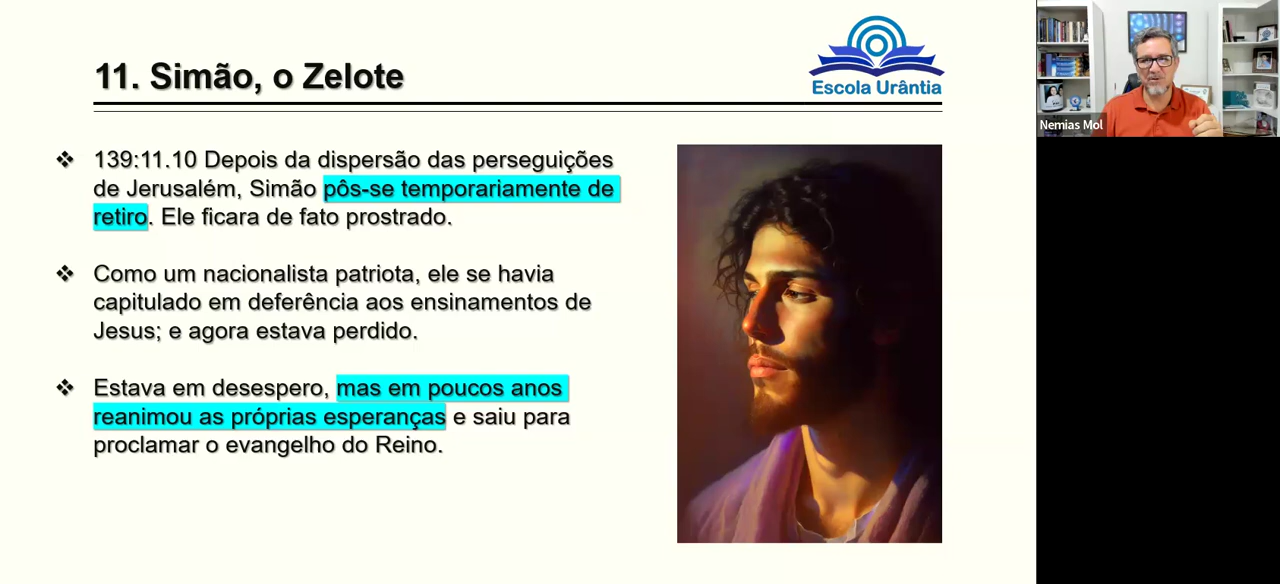 11. Simão, o Zelote
Escola Urântia
Nemias Mol
❖ 139:11.10 Depois da dispersão das perseguições
de Jerusalém, Simão pôs-se temporariamente de
retiro. Ele ficara de fato prostrado.
❖ Como um nacionalista patriota, ele se havia
capitulado em deferência aos ensinamentos de
Jesus; e agora estava perdido.
❖ Estava em desespero, mas em poucos anos
reanimou as próprias esperanças e saiu para
proclamar o evangelho do Reino.